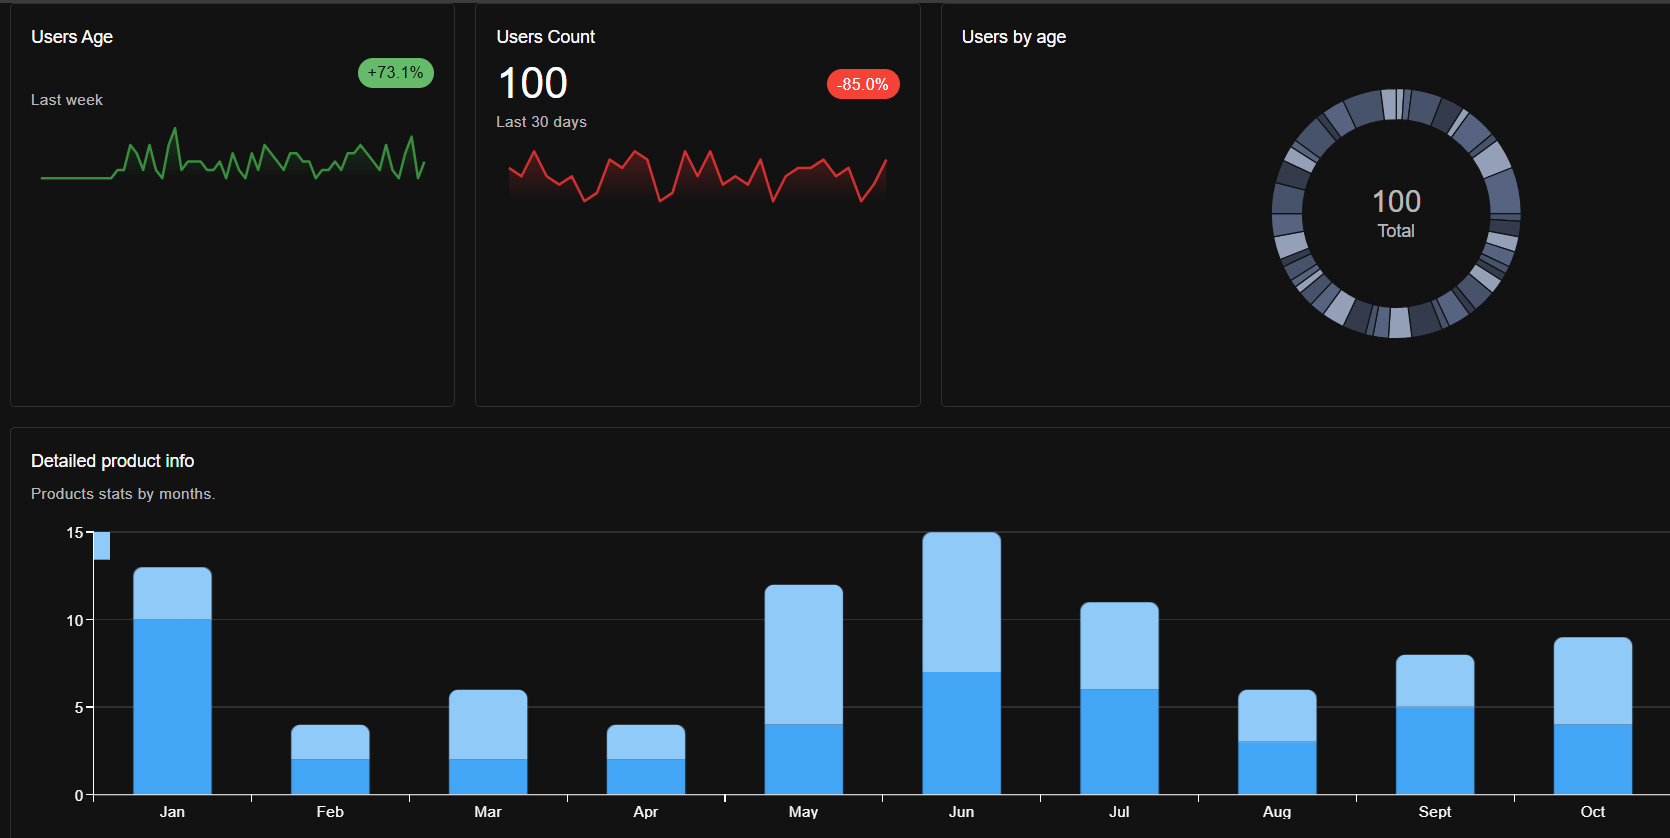 Users Age
+73.1%
Last week
Users Count
100
-85.0%
Last 30 days
Users by age
100
Total
Detailed product info
Products stats by months.
15
10
5
0
Jan Feb Mar Apr May Jun Jul Aug Sept Oct